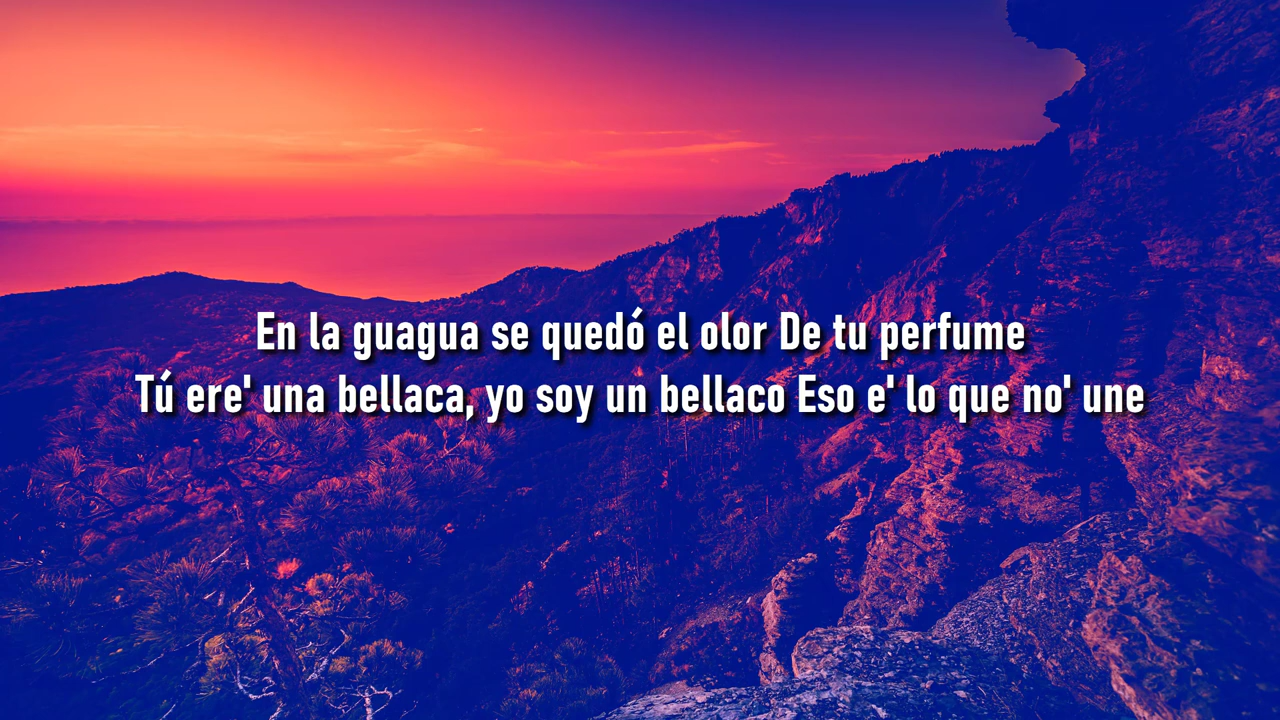 En la guagua se quedó el olor De tu perfume
Tú ere' una bellaca, yo soy un bellaco Eso e' lo que no' une